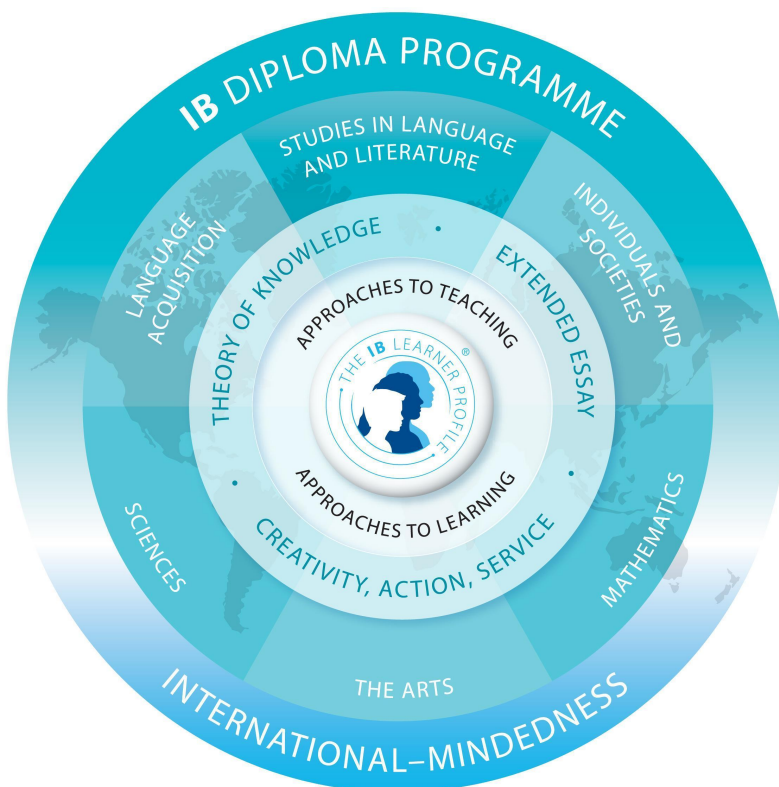 IB DIPLOMA PROGRAMME
STUDIES IN LANGUAGE
AND LITERATURE
LANGUAGE
ACQUISITION
INDIVIDUALS AND
SOCIETIES
THEORY OF KNOWLEDGE
•
EXTENDED ESSAY
APPROACHES TO TEACHING
THE IB LEARNER PROFILE ®
APPROACHES TO LEARNING
•
CREATIVITY, ACTION, SERVICE
•
SCIENCES
MATHEMATICS
THE ARTS
INTERNATIONAL–MINDEDNESS